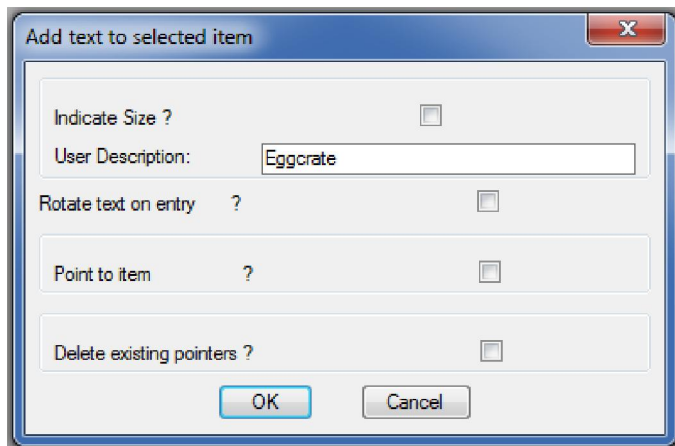 Add text to selected item
X
Indicate Size ?
User Description: Eggcrate
Rotate text on entry ?
Point to item ?
Delete existing pointers ?
OK Cancel